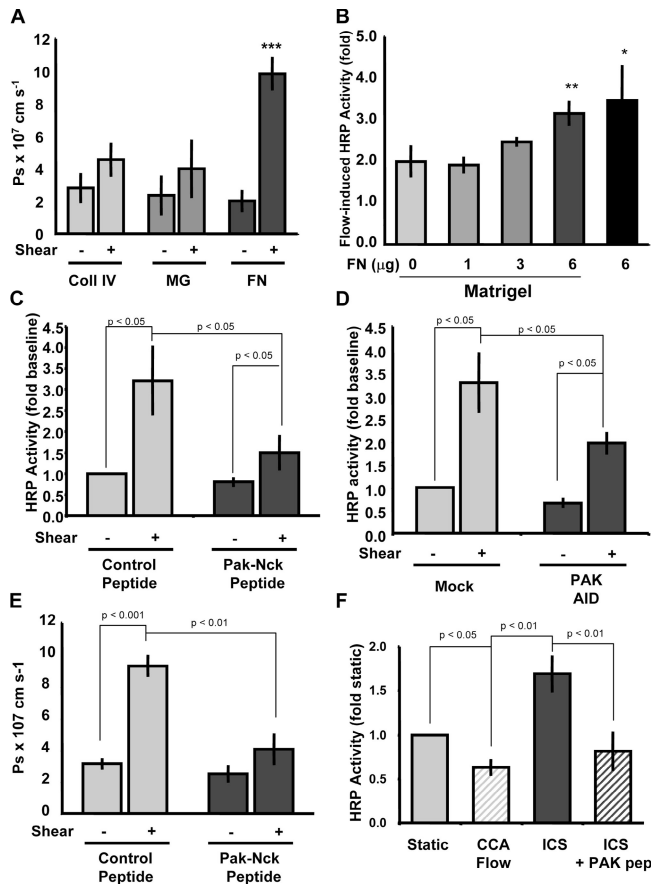 A
Ps x 10⁷ cm s⁻¹
12
10
8
6
4
2
0
***
Shear - + - + - +
Coll IV MG FN
B
Flow-induced HRP Activity (fold)
5.0
4.0
3.0
2.0
1.0
0
** *
FN (μg) 0 1 3 6 6
Matrigel
C
HRP Activity (fold baseline)
4.5
4.0
3.5
3.0
2.5
2.0
1.5
1.0
0.5
0.0
p < 0.05
p < 0.05
p < 0.05
Shear - + - +
Control Peptide
Pak-Nck Peptide
D
HRP activity (fold baseline)
4.5
4.0
3.5
3.0
2.5
2.0
1.5
1.0
0.5
0.0
p < 0.05
p < 0.05
p < 0.05
Shear - + - +
Mock
PAK AID
E
Ps x 107 cm s-1
12
10
8
6
4
2
0
p < 0.001
p < 0.01
Shear - + - +
Control Peptide
Pak-Nck Peptide
F
HRP Activity (fold static)
2.0
1.5
1.0
0.5
0.0
p < 0.05
p < 0.01
p < 0.01
Static
CCA Flow
ICS
ICS + PAK pep